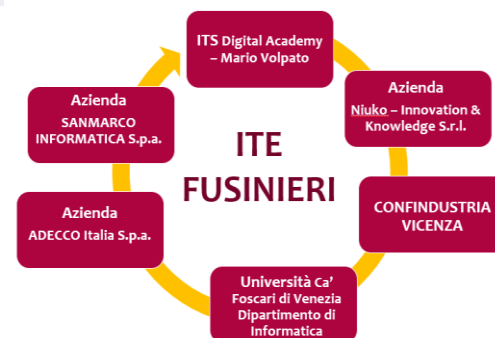 ITS Digital Academy
– Mario Volpato
Azienda
Niuko – Innovation &
Knowledge S.r.l.
CONFINDUSTRIA
VICENZA
Università Ca’
Foscari di Venezia
Dipartimento di
Informatica
Azienda
ADECCO Italia S.p.a.
Azienda
SANMARCO
INFORMATICA S.p.a.
ITE
FUSINIERI